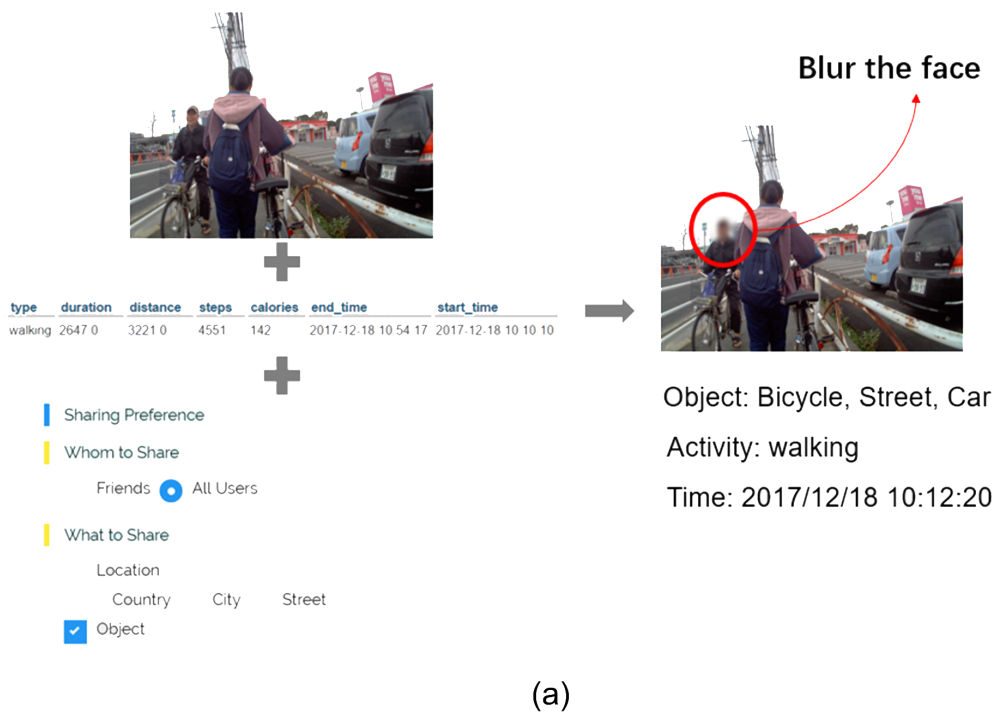 Blur the face
type duration distance steps calories end_time start_time
walking 2647 0 3221 0 4551 142 2017-12-18 10 54 17 2017-12-18 10 10 10
Sharing Preference
Whom to Share
Friends All Users
What to Share
Location
Country City Street
Object
Object: Bicycle, Street, Car
Activity: walking
Time: 2017/12/18 10:12:20
(a)